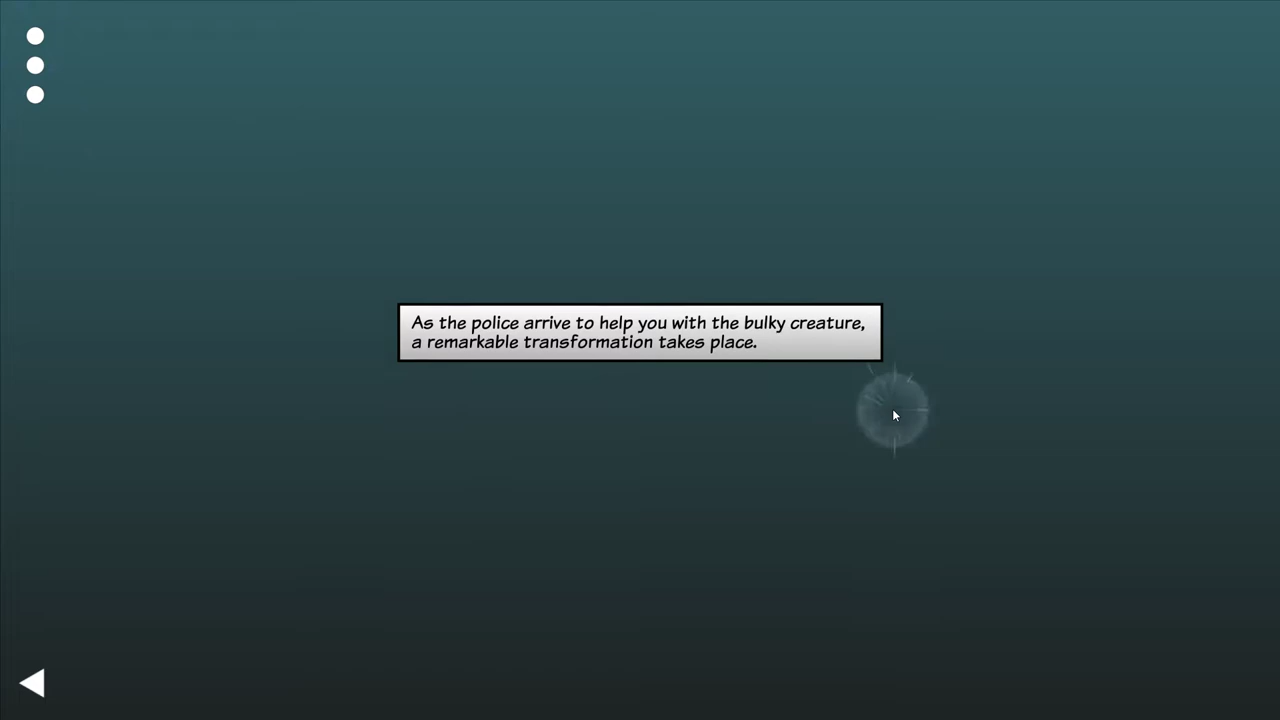 As the police arrive to help you with the bulky creature,
a remarkable transformation takes place.